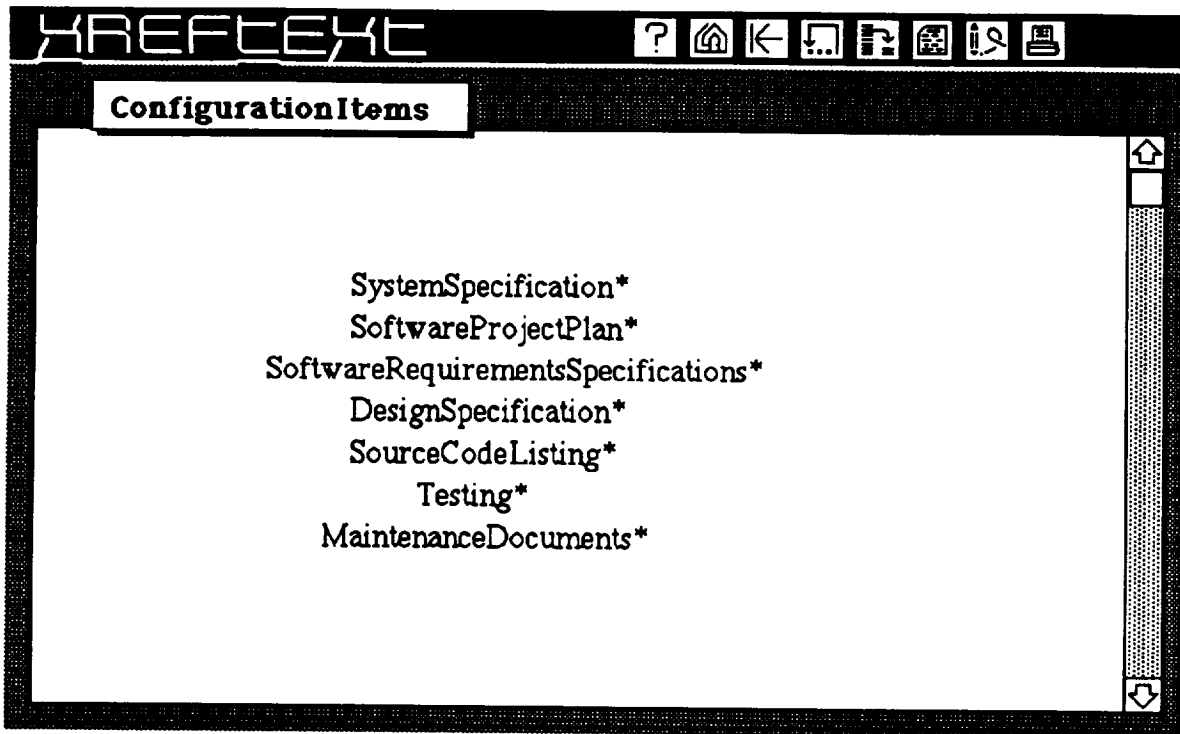 XREFTEXT
?
ConfigurationItems
SystemSpecification*
SoftwareProjectPlan*
SoftwareRequirementsSpecifications*
DesignSpecification*
SourceCodeListing*
Testing*
MaintenanceDocuments*